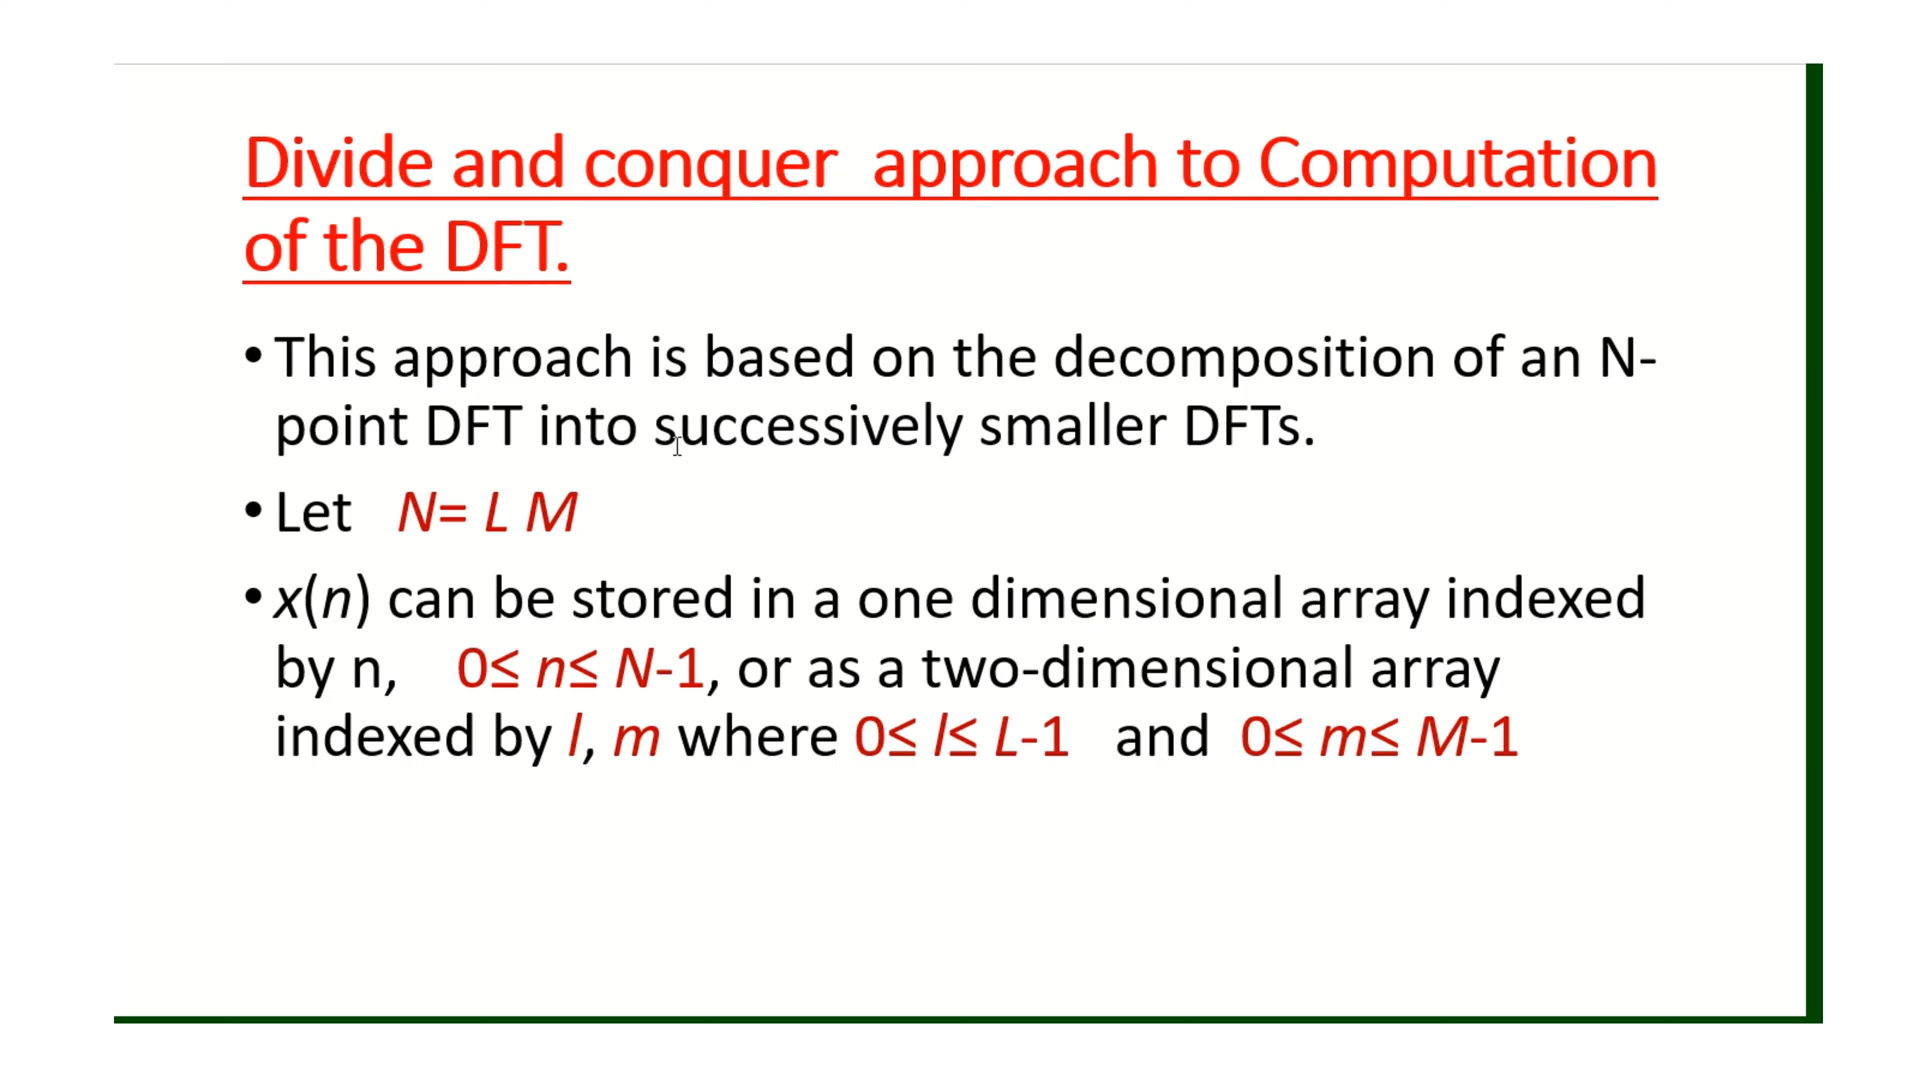 Divide and conquer  approach to Computation
of the DFT.
• This approach is based on the decomposition of an N-
point DFT into successively smaller DFTs.
• Let   N= L M
• x(n) can be stored in a one dimensional array indexed
by n,    0≤ n≤ N-1, or as a two-dimensional array
indexed by l, m where 0≤ l≤ L-1   and  0≤ m≤ M-1